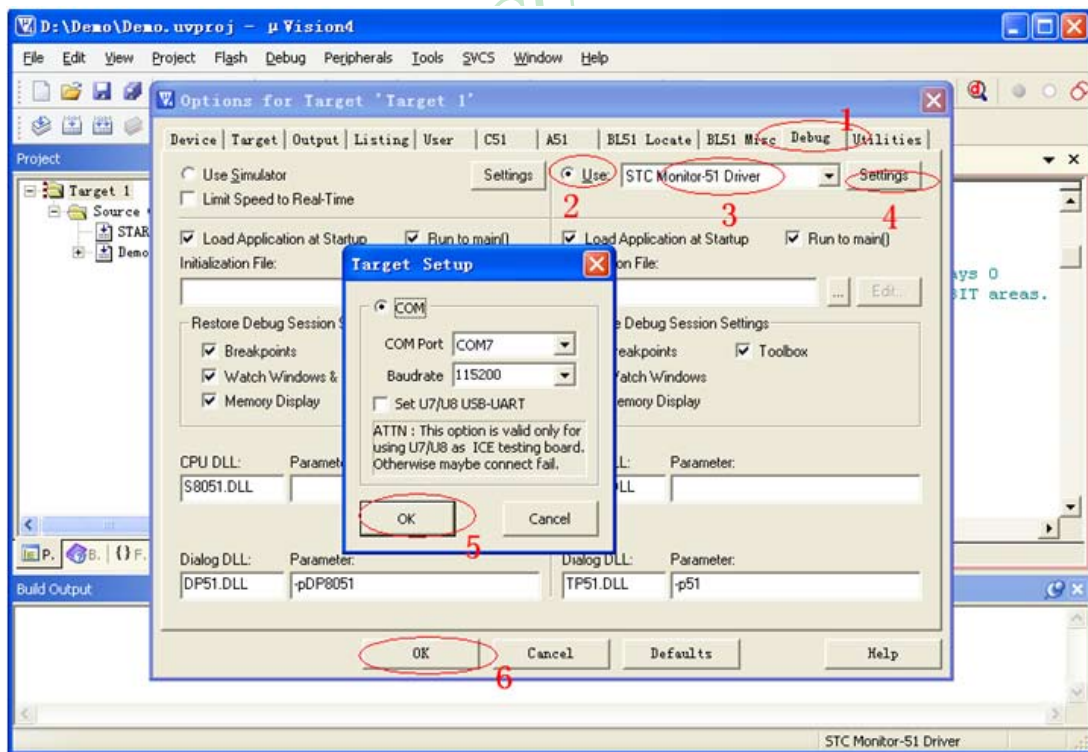 D:\Demo\Demo.uvproj - µVision4
File Edit View Project Flash Debug Peripherals Tools SVCS Window Help
Options for Target 'Target 1'
Device Target Output Listing User C51 A51 BL51 Locate BL51 Misc Debug Utilities
1
Project
Target 1
Source
STAR
Demo
Use Simulator Settings
Limit Speed to Real-Time
Use: STC Monitor-51 Driver Settings
2 3 4
Load Application at Startup Run to main()
Load Application at Startup Run to main()
Initialization File:
on File:
... Edit...
ays 0
BIT areas.
Restore Debug Session S
Breakpoints
Watch Windows &
Memory Display
e Debug Session Settings
reakpoints Toolbox
atch Windows
emory Display
Target Setup
COM
COM Port COM7
Baudrate 115200
Set U7/U8 USB-UART
ATTN : This option is valid only for
using U7/U8 as ICE testing board.
Otherwise maybe connect fail.
OK Cancel
5
CPU DLL: Paramet
S8051.DLL
LL: Parameter:
DLL
Dialog DLL: Parameter:
DP51.DLL -pDP8051
Dialog DLL: Parameter:
TP51.DLL -p51
OK Cancel Defaults Help
6
P. B. {} F.
Build Output
STC Monitor-51 Driver